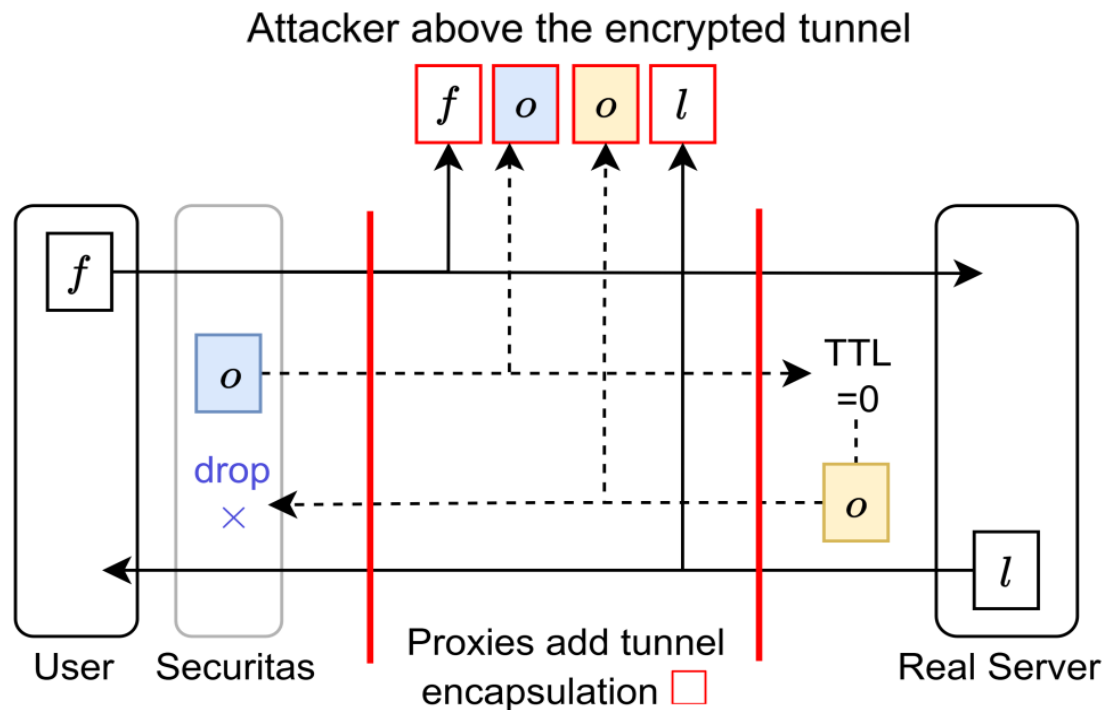 Attacker above the encrypted tunnel
f o o l
f
o
TTL
=0
drop
×
o
l
User Securitas Proxies add tunnel Real Server
encapsulation